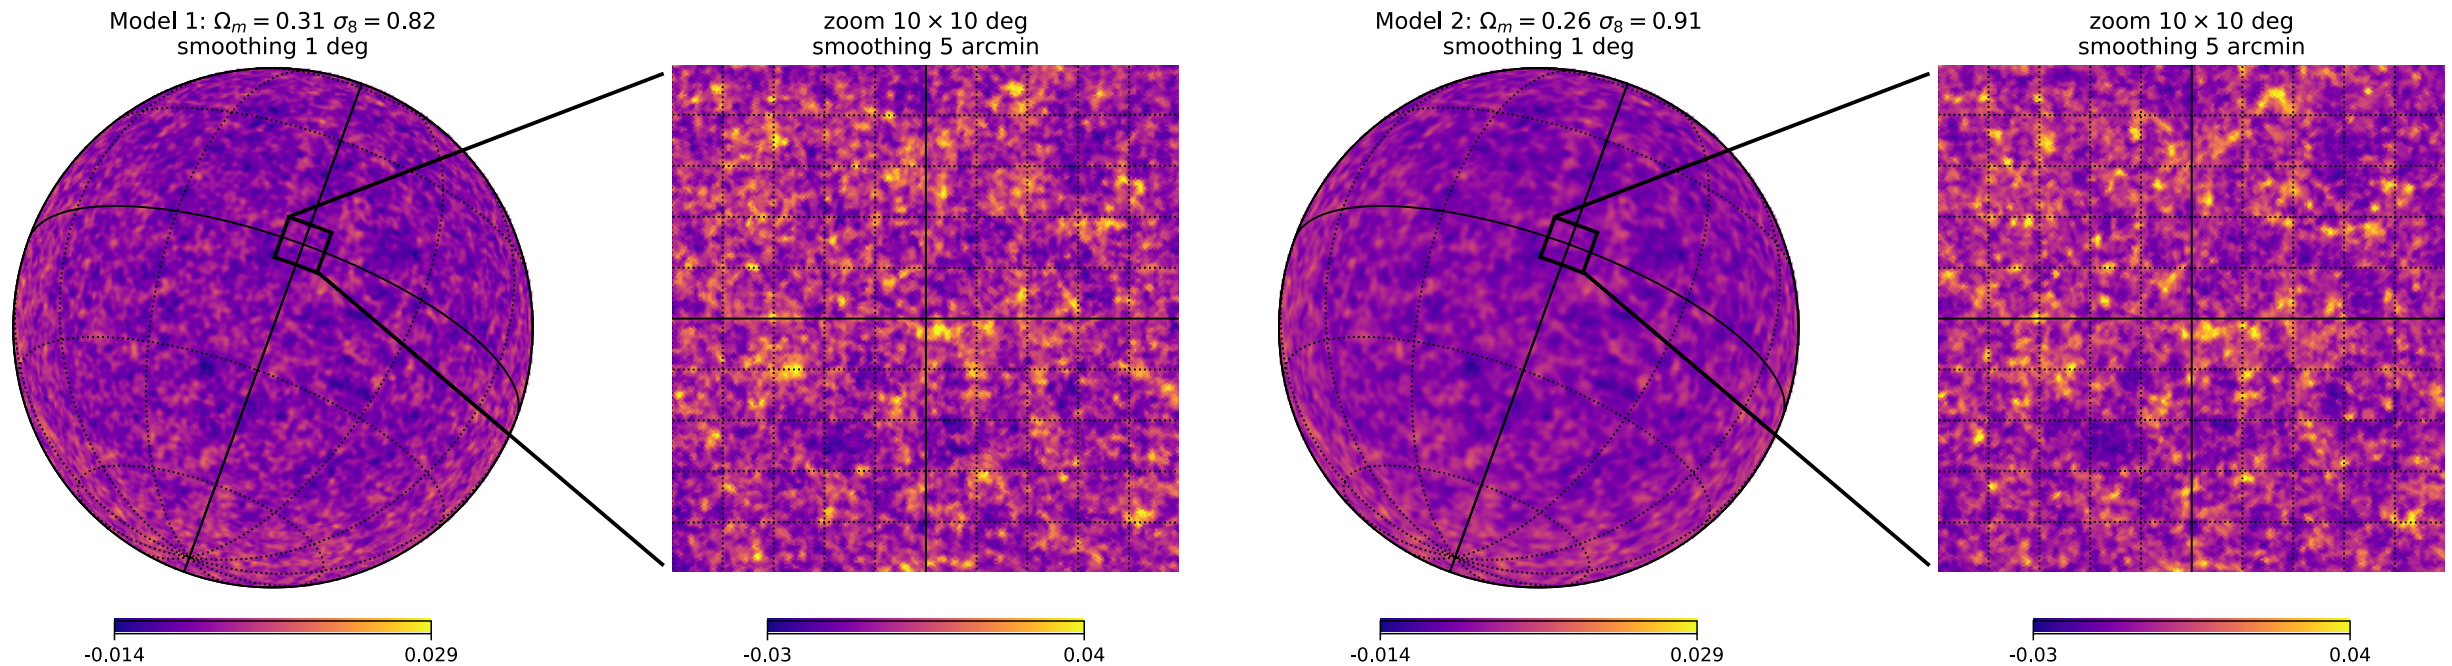 Model 1: Ωₘ = 0.31 σ₈ = 0.82
smoothing 1 deg
zoom 10 × 10 deg
smoothing 5 arcmin
Model 2: Ωₘ = 0.26 σ₈ = 0.91
smoothing 1 deg
zoom 10 × 10 deg
smoothing 5 arcmin
-0.014 0.029
-0.03 0.04
-0.014 0.029
-0.03 0.04